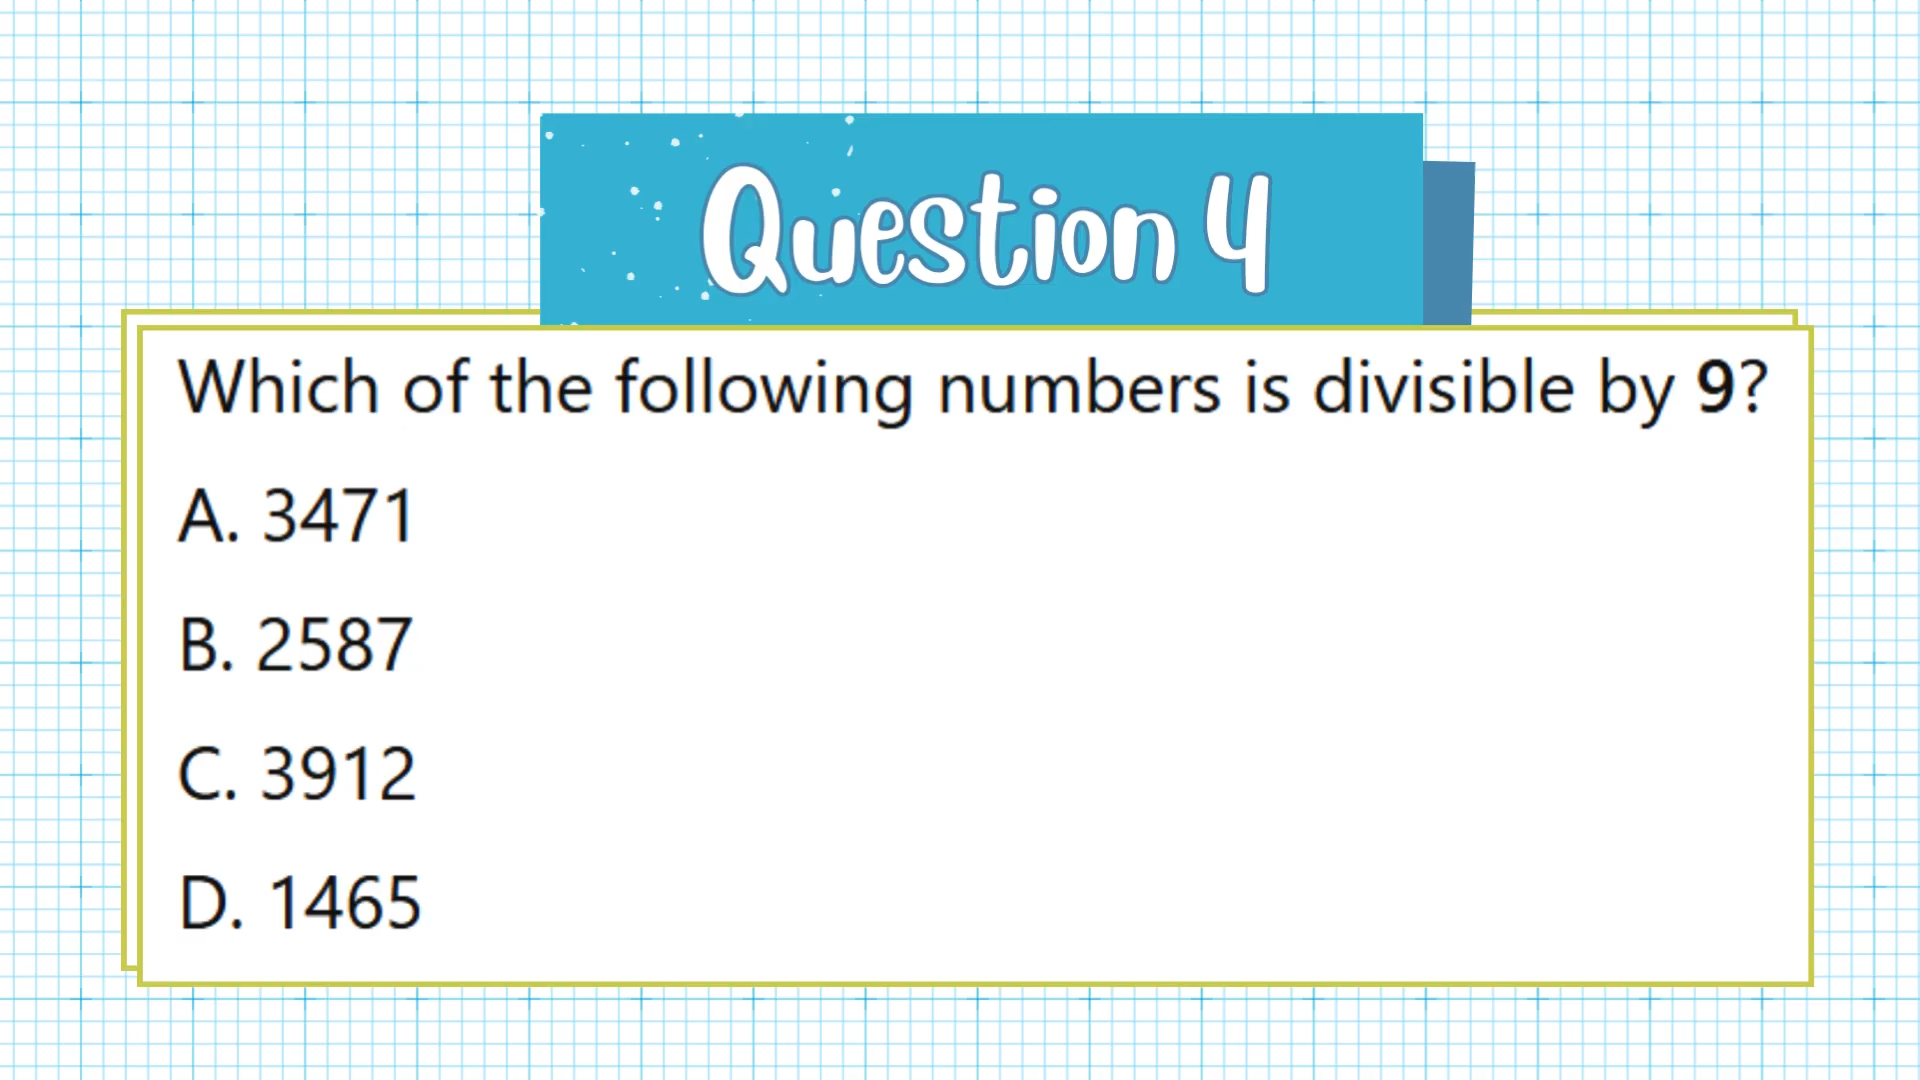 Question 4
Which of the following numbers is divisible by 9?
A. 3471
B. 2587
C. 3912
D. 1465